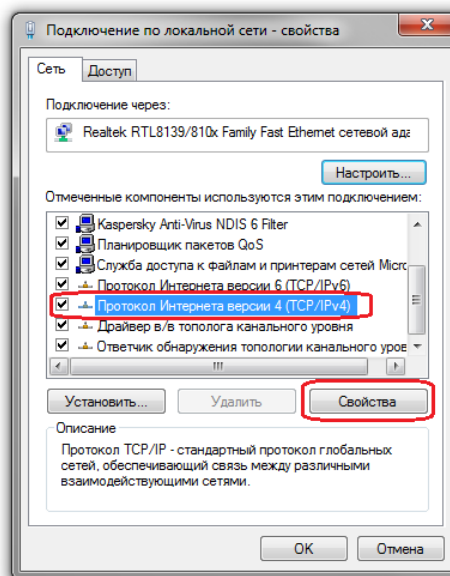 Подключение по локальной сети - свойства
Сеть
Доступ
Подключение через:
Realtek RTL8139/810x Family Fast Ethernet сетевой ада
Настроить...
Отмеченные компоненты используются этим подключением:
Kaspersky Anti-Virus NDIS 6 Filter
Планировщик пакетов QoS
Служба доступа к файлам и принтерам сетей Micro
Протокол Интернета версии 6 (TCP/IPv6)
Протокол Интернета версии 4 (TCP/IPv4)
Драйвер в/в тополога канального уровня
Ответчик обнаружения топологии канального уров
Установить...
Удалить
Свойства
Описание
Протокол TCP/IP - стандартный протокол глобальных
сетей, обеспечивающий связь между различными
взаимодействующими сетями.
OK
Отмена